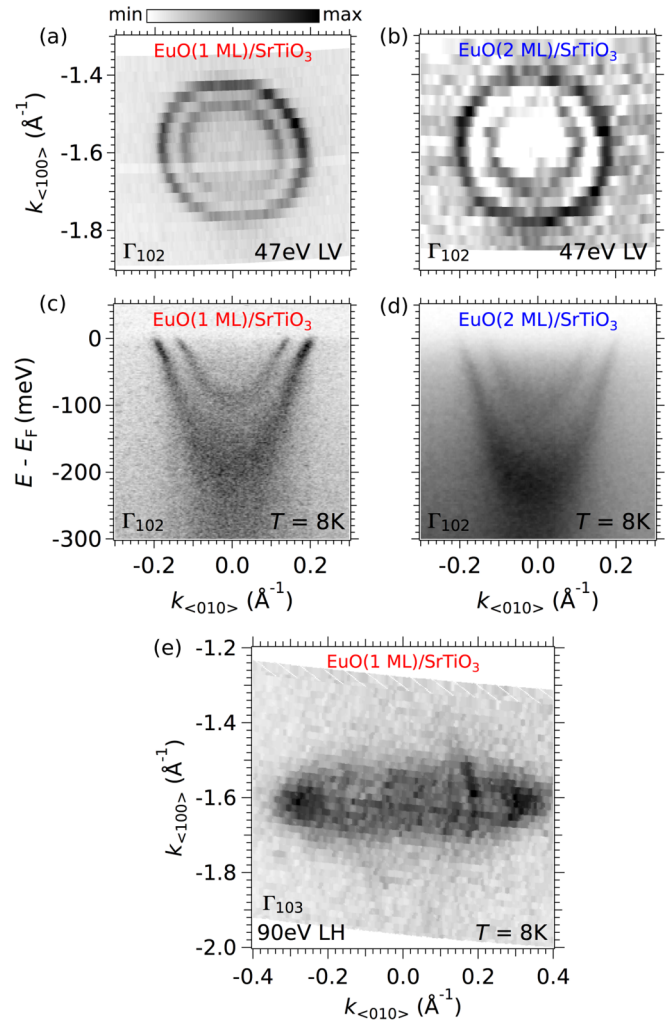 min max
(a) EuO(1 ML)/SrTiO₃
(b) EuO(2 ML)/SrTiO₃
-1.4
-1.6
-1.8
k<100> (Å⁻¹)
Γ₁₀₂ 47eV LV
Γ₁₀₂ 47eV LV
(c) EuO(1 ML)/SrTiO₃
(d) EuO(2 ML)/SrTiO₃
0
-100
-200
-300
E - E_F (meV)
Γ₁₀₂ T = 8K
Γ₁₀₂ T = 8K
-0.2 0.0 0.2
-0.2 0.0 0.2
k<010> (Å⁻¹)
k<010> (Å⁻¹)
(e) EuO(1 ML)/SrTiO₃
-1.2
-1.4
-1.6
-1.8
-2.0
k<100> (Å⁻¹)
Γ₁₀₃
90eV LH T = 8K
-0.4 -0.2 0.0 0.2 0.4
k<010> (Å⁻¹)